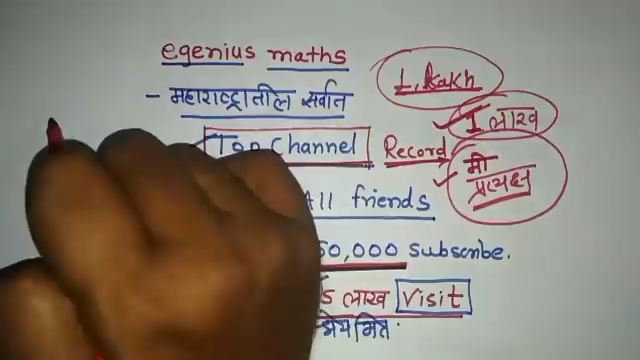 egenius maths
1 Lakh
- महाराष्ट्रातील सर्वात
1 लाख
Top Channel Record
मी
प्रत्यक्ष
All friends
50,000 subscribe.
लाख visit
मित्र